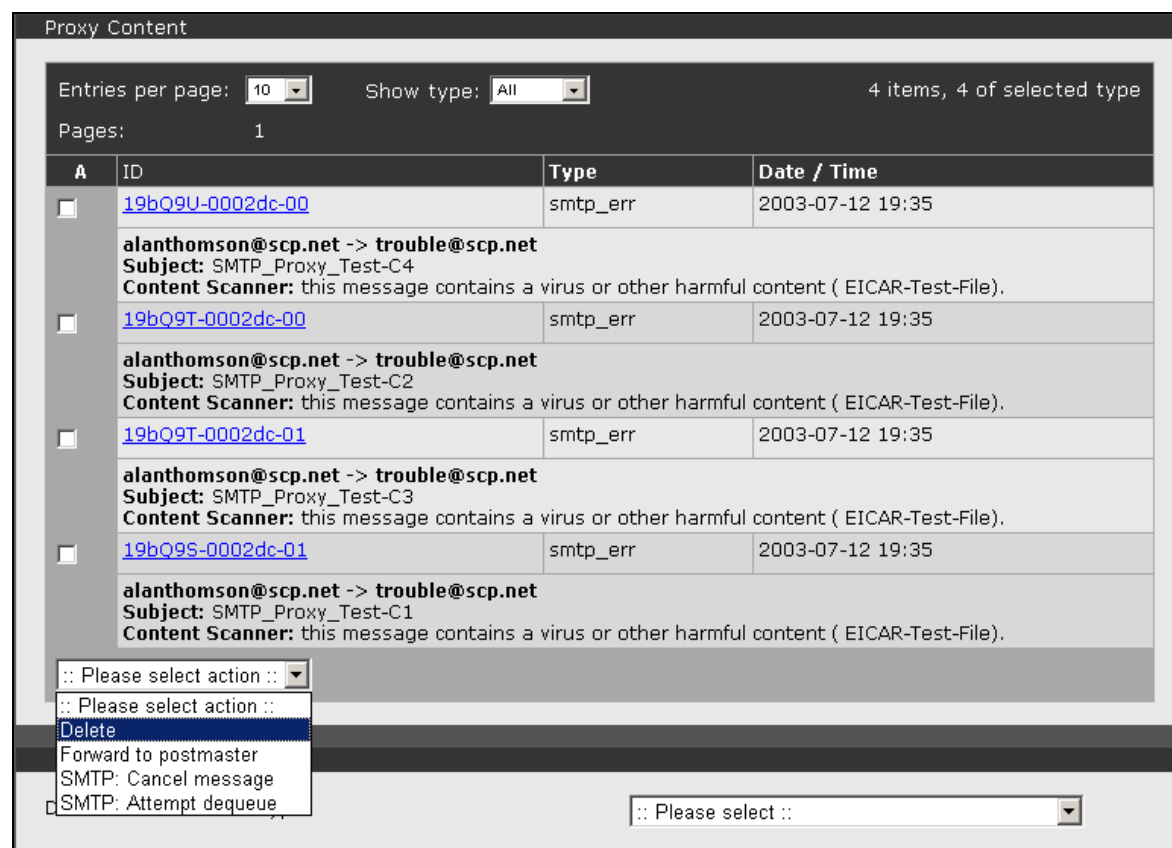 Proxy Content
Entries per page: 10 Show type: All 4 items, 4 of selected type
Pages: 1
A ID Type Date / Time
19bQ9U-0002dc-00 smtp_err 2003-07-12 19:35
alanthomson@scp.net -> trouble@scp.net
Subject: SMTP_Proxy_Test-C4
Content Scanner: this message contains a virus or other harmful content ( EICAR-Test-File).
19bQ9T-0002dc-00 smtp_err 2003-07-12 19:35
alanthomson@scp.net -> trouble@scp.net
Subject: SMTP_Proxy_Test-C2
Content Scanner: this message contains a virus or other harmful content ( EICAR-Test-File).
19bQ9T-0002dc-01 smtp_err 2003-07-12 19:35
alanthomson@scp.net -> trouble@scp.net
Subject: SMTP_Proxy_Test-C3
Content Scanner: this message contains a virus or other harmful content ( EICAR-Test-File).
19bQ9S-0002dc-01 smtp_err 2003-07-12 19:35
alanthomson@scp.net -> trouble@scp.net
Subject: SMTP_Proxy_Test-C1
Content Scanner: this message contains a virus or other harmful content ( EICAR-Test-File).
:: Please select action ::
:: Please select action ::
Delete
Forward to postmaster
SMTP: Cancel message
SMTP: Attempt dequeue
:: Please select ::